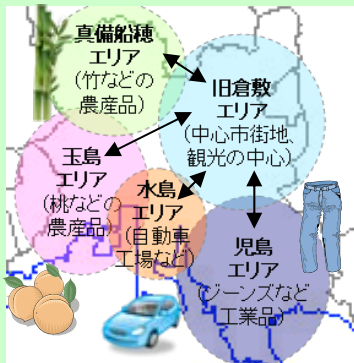 真備船穂
エリア
(竹などの
農産品)
旧倉敷
エリア
(中心市街地、
観光の中心)
玉島
エリア
(桃などの
農産品)
水島
エリア
(自動車
工場など)
児島
エリア
(ジーンズなど
工業品)